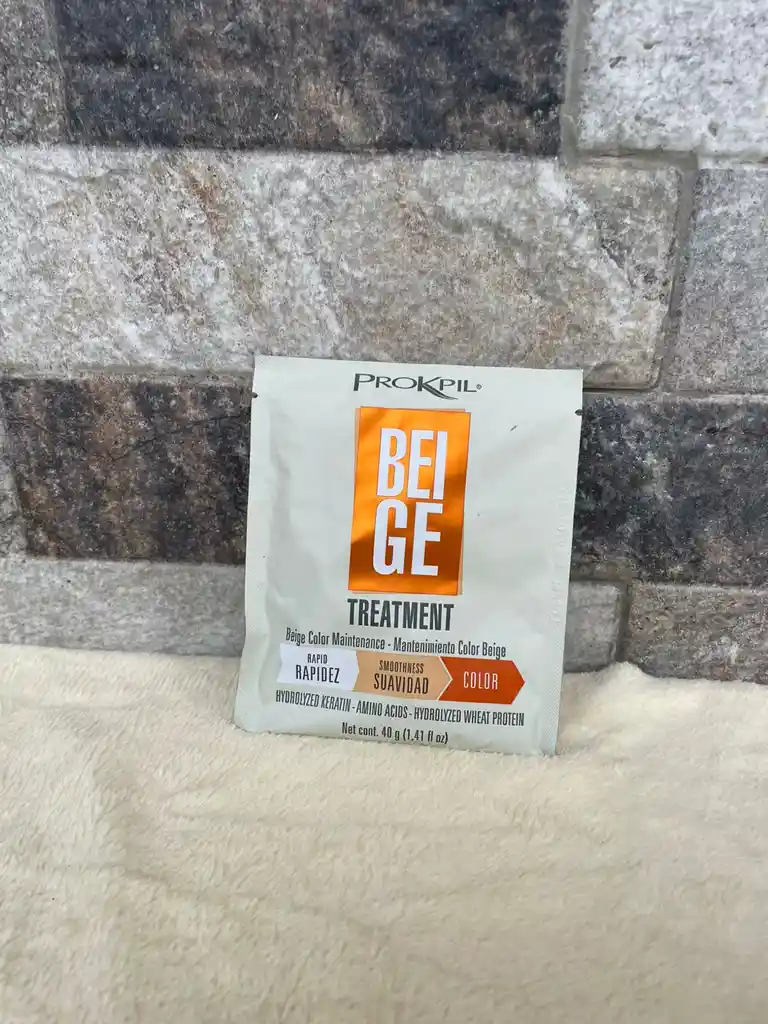 PROKPIL®
BEI
GE
TREATMENT
Beige Color Maintenance - Mantenimiento Color Beige
RAPID
RAPIDEZ
SMOOTHNESS
SUAVIDAD
COLOR
HYDROLYZED KERATIN - AMINO ACIDS - HYDROLYZED WHEAT PROTEIN
Net cont. 40 g (1,41 fl oz)